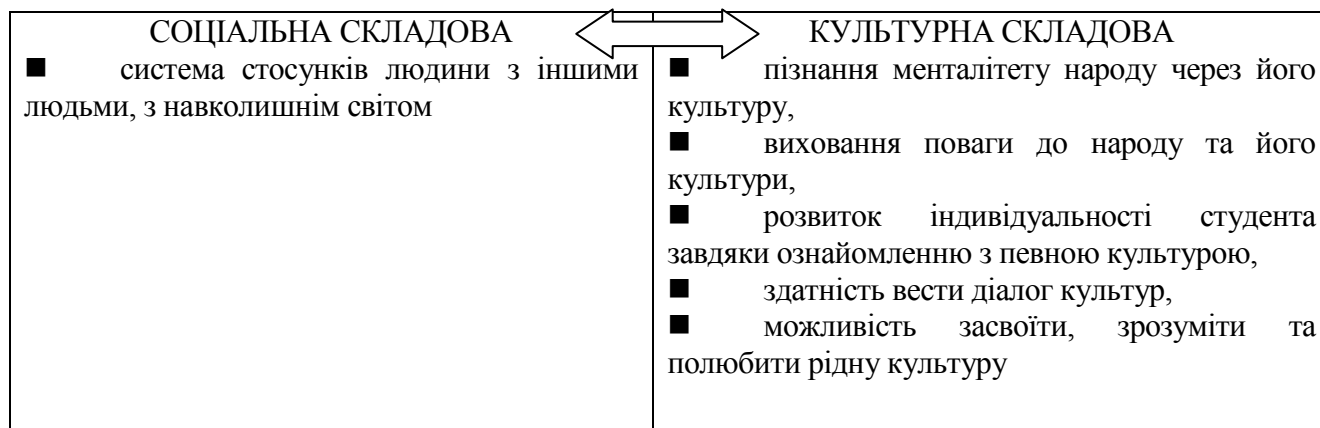 СОЦІАЛЬНА СКЛАДОВА
■ система стосунків людини з іншими
людьми, з навколишнім світом
КУЛЬТУРНА СКЛАДОВА
■ пізнання менталітету народу через його
культуру,
■ виховання поваги до народу та його
культури,
■ розвиток індивідуальності студента
завдяки ознайомленню з певною культурою,
■ здатність вести діалог культур,
■ можливість засвоїти, зрозуміти та
полюбити рідну культуру